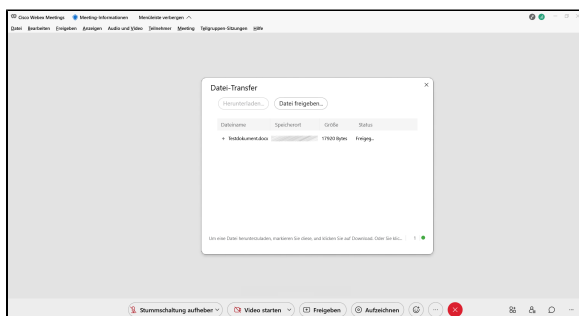 Cisco Webex Meetings Meeting-Informationen Menüleiste verbergen
Datei Bearbeiten Freigeben Anzeigen Audio und Video Teilnehmer Meeting Teilgruppen-Sitzungen Hilfe
Datei-Transfer
Herunterladen... Datei freigeben...
Dateiname Speicherort Größe Status
Testdokument.docx 17920 Bytes Freigeg...
Um eine Datei herunterzuladen, markieren Sie diese, und klicken Sie auf Download. Oder Sie klic...
Stummschaltung aufheben Video starten Freigeben Aufzeichnen